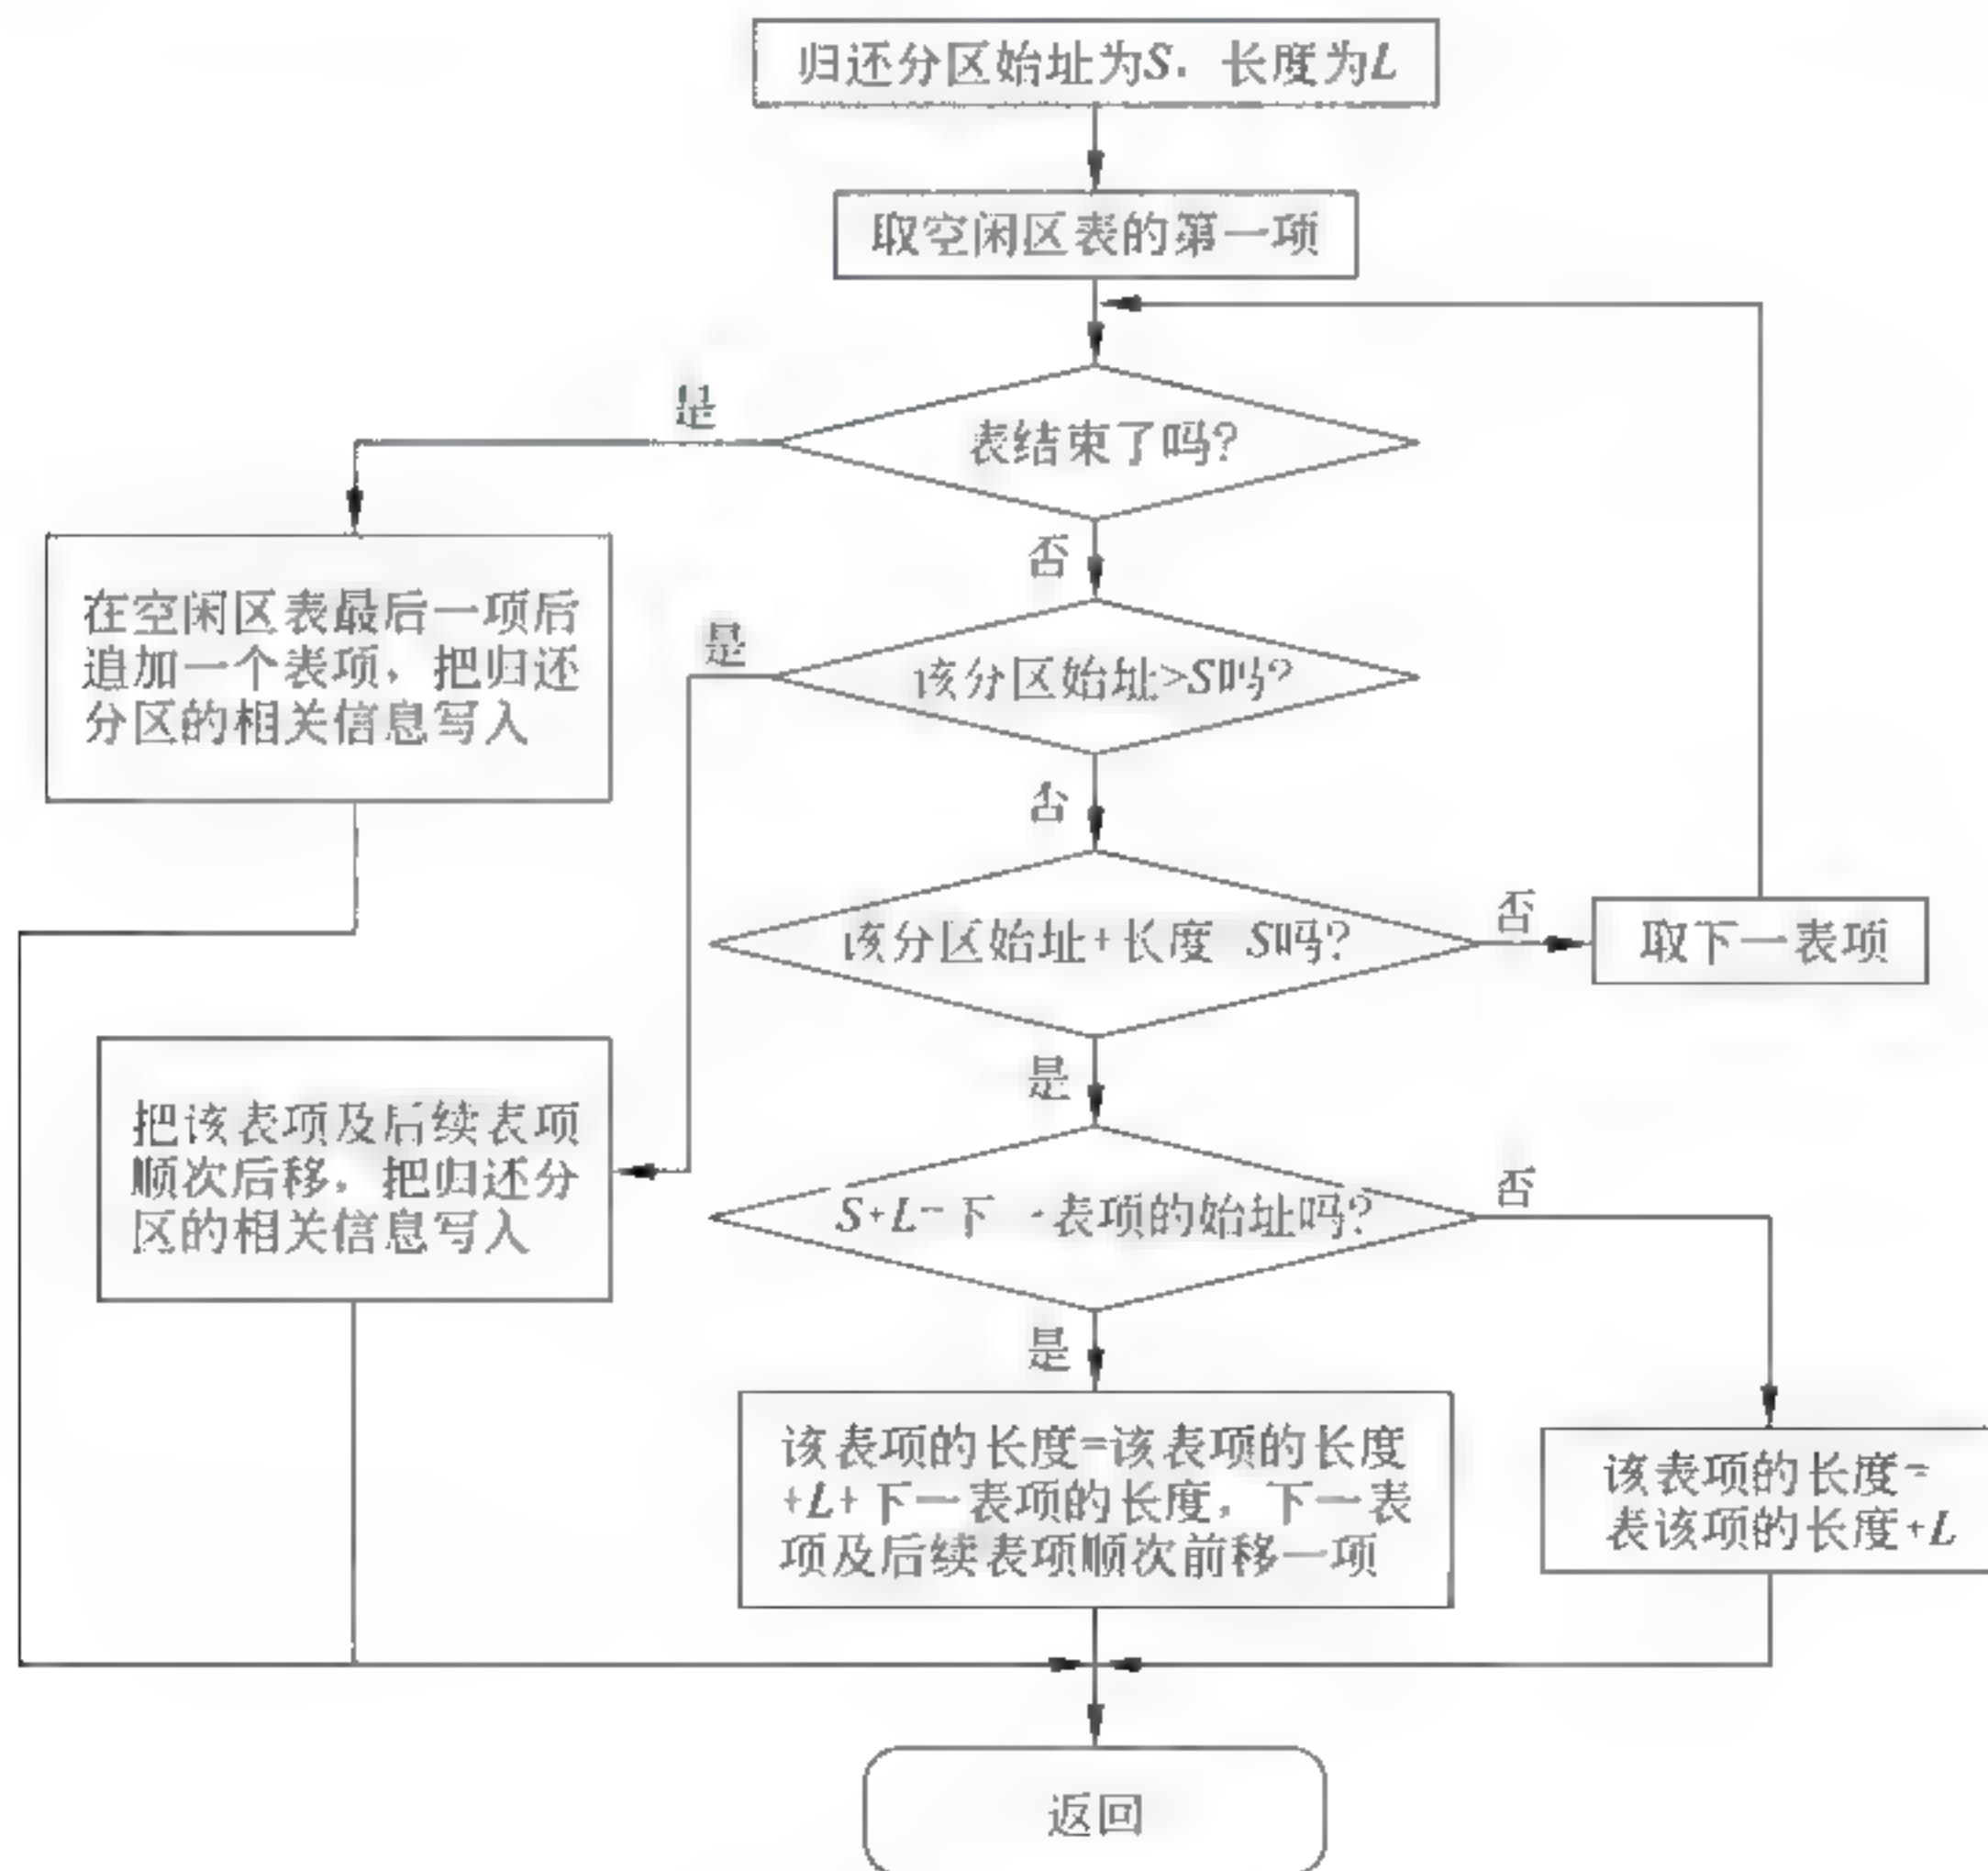 归还分区始址为S. 长度为L
取空闲区表的第一项
表结束了吗?
是
否
在空闲区表最后一项后
追加一个表项, 把归还
分区的相关信息写入
该分区始址>S吗?
是
否
该分区始址+长度 S吗?
否
取下一表项
是
把该表项及后续表项
顺次后移, 把归还分
区的相关信息写入
S+L=下一表项的始址吗?
否
是
该表项的长度=该表项的长度
+L+下一表项的长度, 下一表
项及后续表项顺次前移一项
该表项的长度=
表该项的长度+L
返回